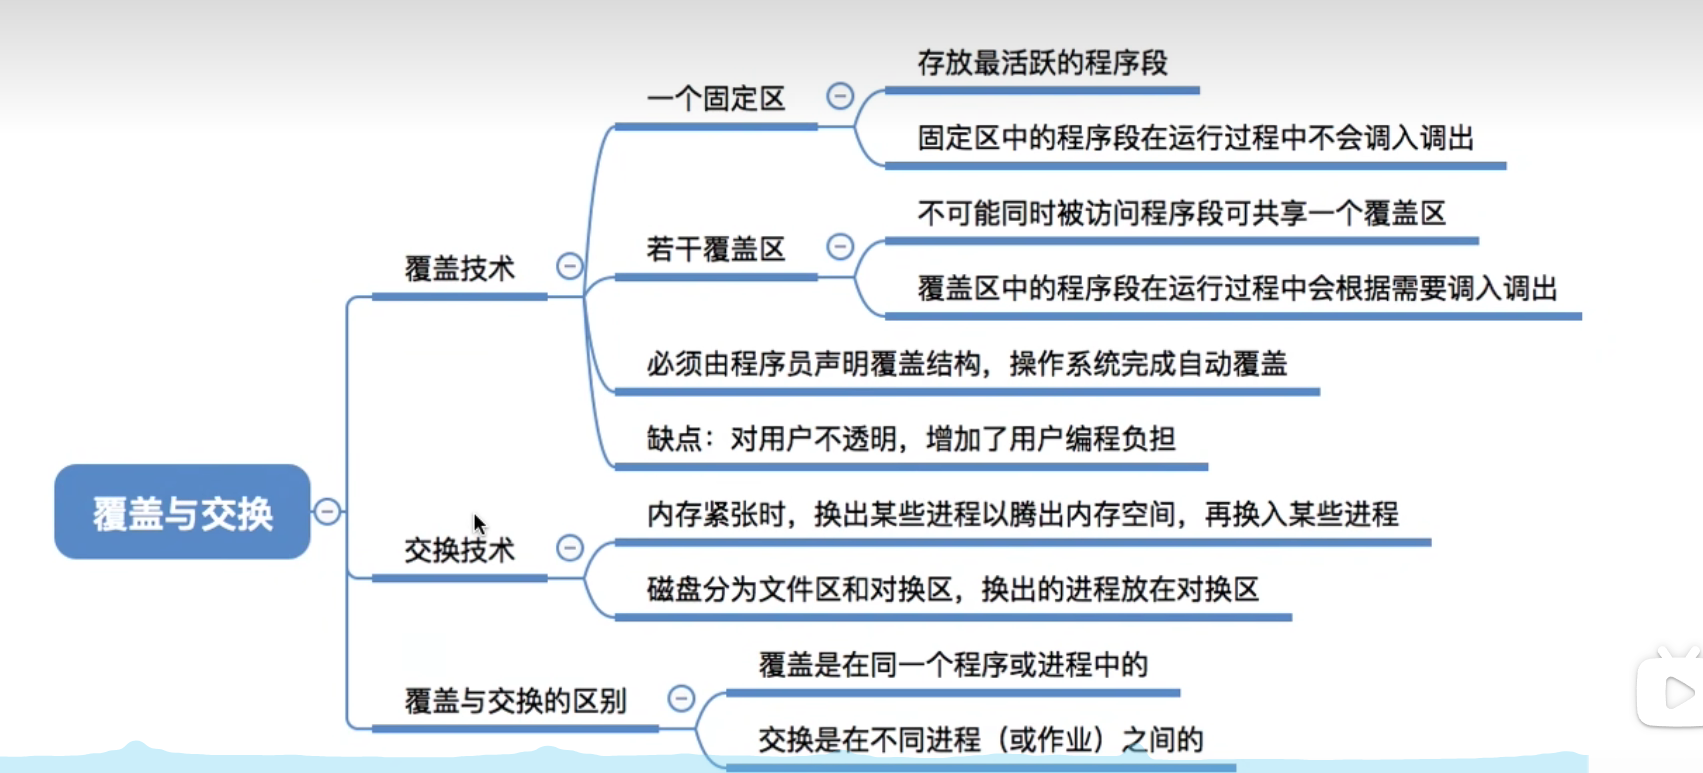 存放最活跃的程序段
一个固定区
固定区中的程序段在运行过程中不会调入调出
不可能同时被访问程序段可共享一个覆盖区
若干覆盖区
覆盖技术
覆盖区中的程序段在运行过程中会根据需要调入调出
必须由程序员声明覆盖结构，操作系统完成自动覆盖
缺点：对用户不透明，增加了用户编程负担
覆盖与交换
内存紧张时，换出某些进程以腾出内存空间，再换入某些进程
交换技术
磁盘分为文件区和对换区，换出的进程放在对换区
覆盖是在同一个程序或进程中的
覆盖与交换的区别
交换是在不同进程（或作业）之间的